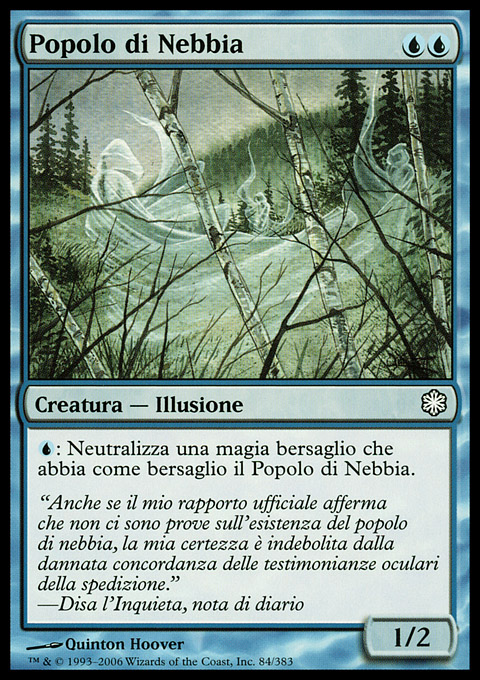 Popolo di Nebbia
Creatura — Illusione
: Neutralizza una magia bersaglio che
abbia come bersaglio il Popolo di Nebbia.
“Anche se il mio rapporto ufficiale afferma
che non ci sono prove sull'esistenza del popolo
di nebbia, la mia certezza è indebolita dalla
dannata concordanza delle testimonianze oculari
della spedizione.”
—Disa l'Inquieta, nota di diario
1/2
Quinton Hoover
™ & © 1993–2006 Wizards of the Coast, Inc. 84/383